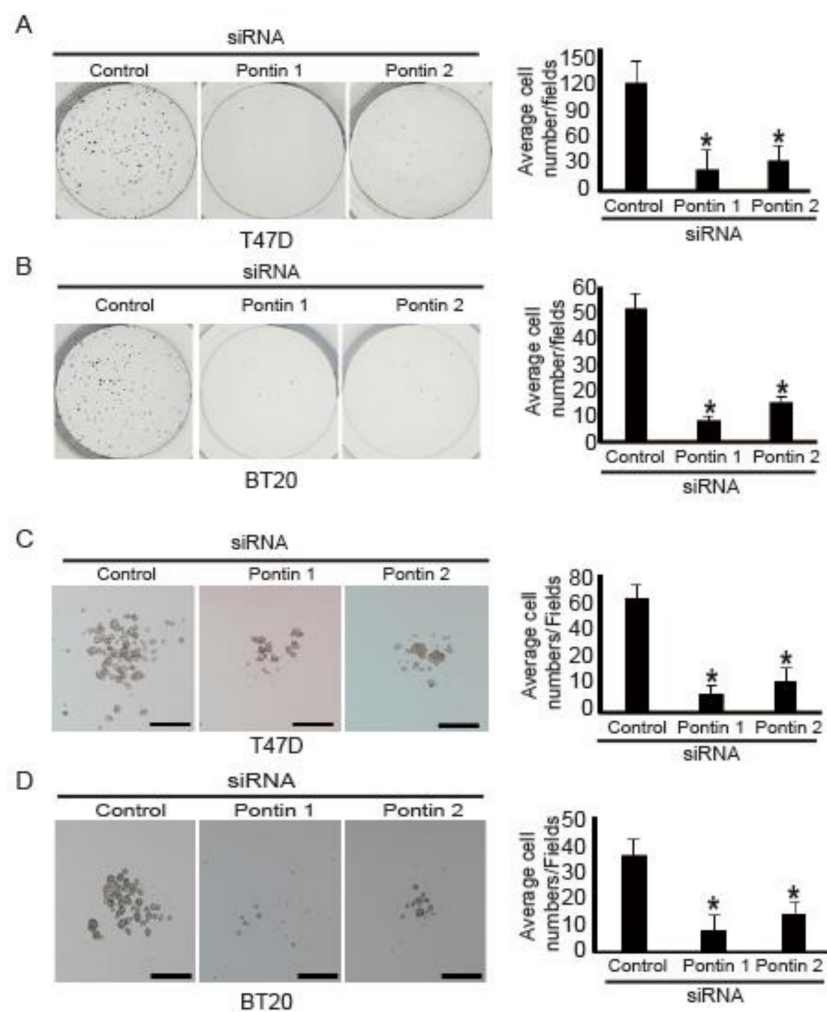 A
siRNA
Control Pontin 1 Pontin 2
T47D
Average cell
number/fields
150
120
90
60
30
0
*
*
Control Pontin 1 Pontin 2
siRNA
B
siRNA
Control Pontin 1 Pontin 2
BT20
Average cell
number/fields
60
50
40
30
20
10
0
*
*
Control Pontin 1 Pontin 2
siRNA
C
siRNA
Control Pontin 1 Pontin 2
T47D
Average cell
numbers/Fields
80
60
20
10
0
*
*
Control Pontin 1 Pontin 2
siRNA
D
siRNA
Control Pontin 1 Pontin 2
BT20
Average cell
numbers/Fields
50
40
30
20
10
0
*
*
Control Pontin 1 Pontin 2
siRNA